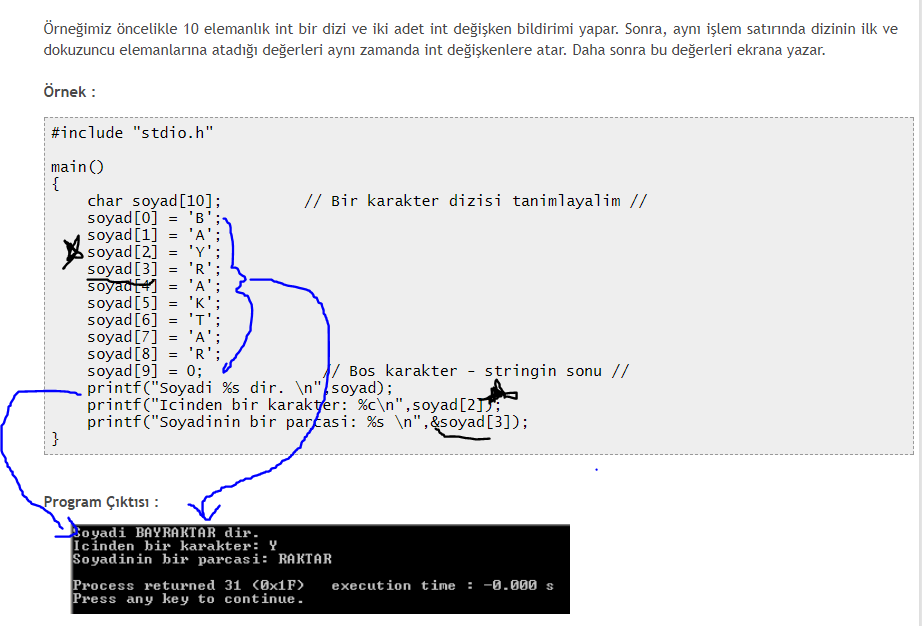 Örneğimiz öncelikle 10 elemanlık int bir dizi ve iki adet int değişken bildirimi yapar. Sonra, aynı işlem satırında dizinin ilk ve
dokuzuncu elemanlarına atadığı değerleri aynı zamanda int değişkenlere atar. Daha sonra bu değerleri ekrana yazar.
Örnek :
#include "stdio.h"
main()
{
char soyad[10]; // Bir karakter dizisi tanimlayalim //
soyad[0] = 'B';
soyad[1] = 'A';
soyad[2] = 'Y';
soyad[3] = 'R';
soyad[4] = 'A';
soyad[5] = 'K';
soyad[6] = 'T';
soyad[7] = 'A';
soyad[8] = 'R';
soyad[9] = 0; // Bos karakter - stringin sonu //
printf("Soyadi %s dir. \n",soyad);
printf("Icinden bir karakter: %c\n",soyad[2]);
printf("Soyadinin bir parcasi: %s \n",&soyad[3]);
}
Program Çıktısı :
Soyadi BAYRAKTAR dir.
Icinden bir karakter: Y
Soyadinin bir parcasi: RAKTAR
Process returned 31 (0x1F) execution time : -0.000 s
Press any key to continue.